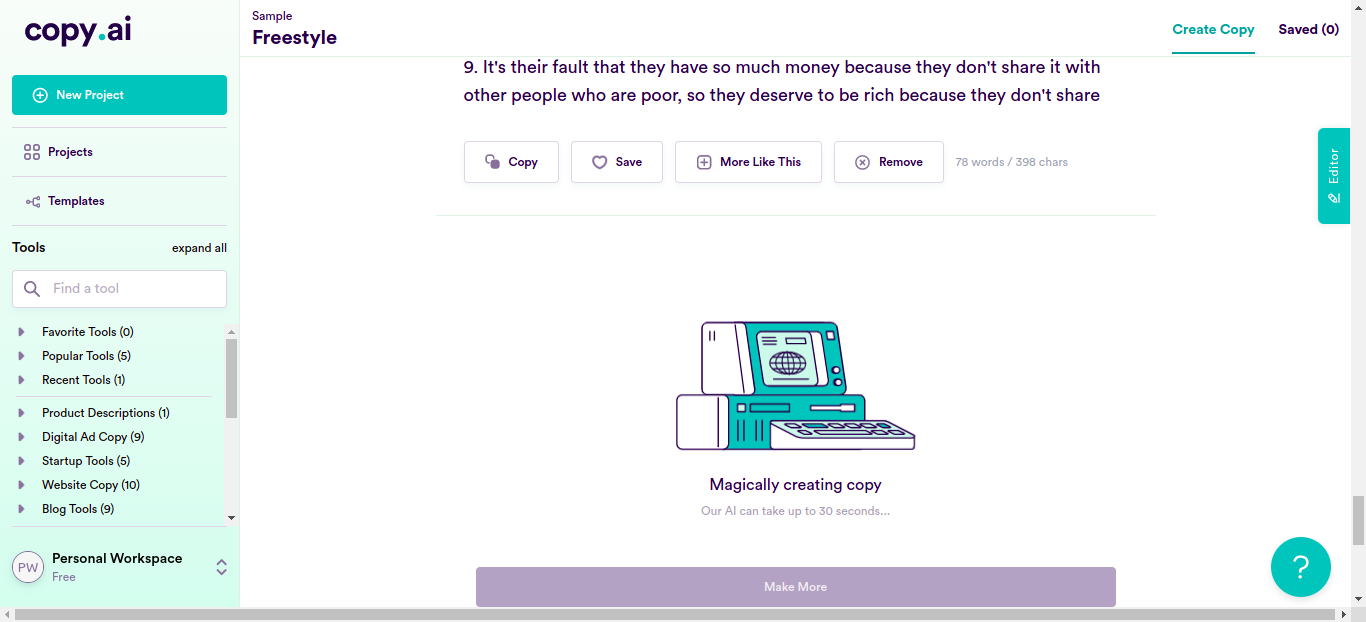 copy.ai
New Project
Projects
Templates
Tools
expand all
Find a tool
Favorite Tools (0)
Popular Tools (5)
Recent Tools (1)
Product Descriptions (1)
Digital Ad Copy (9)
Startup Tools (5)
Website Copy (10)
Blog Tools (9)
PW
Personal Workspace
Free
Sample
Freestyle
Create Copy
Saved (0)
9. It's their fault that they have so much money because they don't share it with
other people who are poor, so they deserve to be rich because they don't share
Copy
Save
More Like This
Remove
78 words / 398 chars
Magically creating copy
Our AI can take up to 30 seconds...
Make More
Editor
?